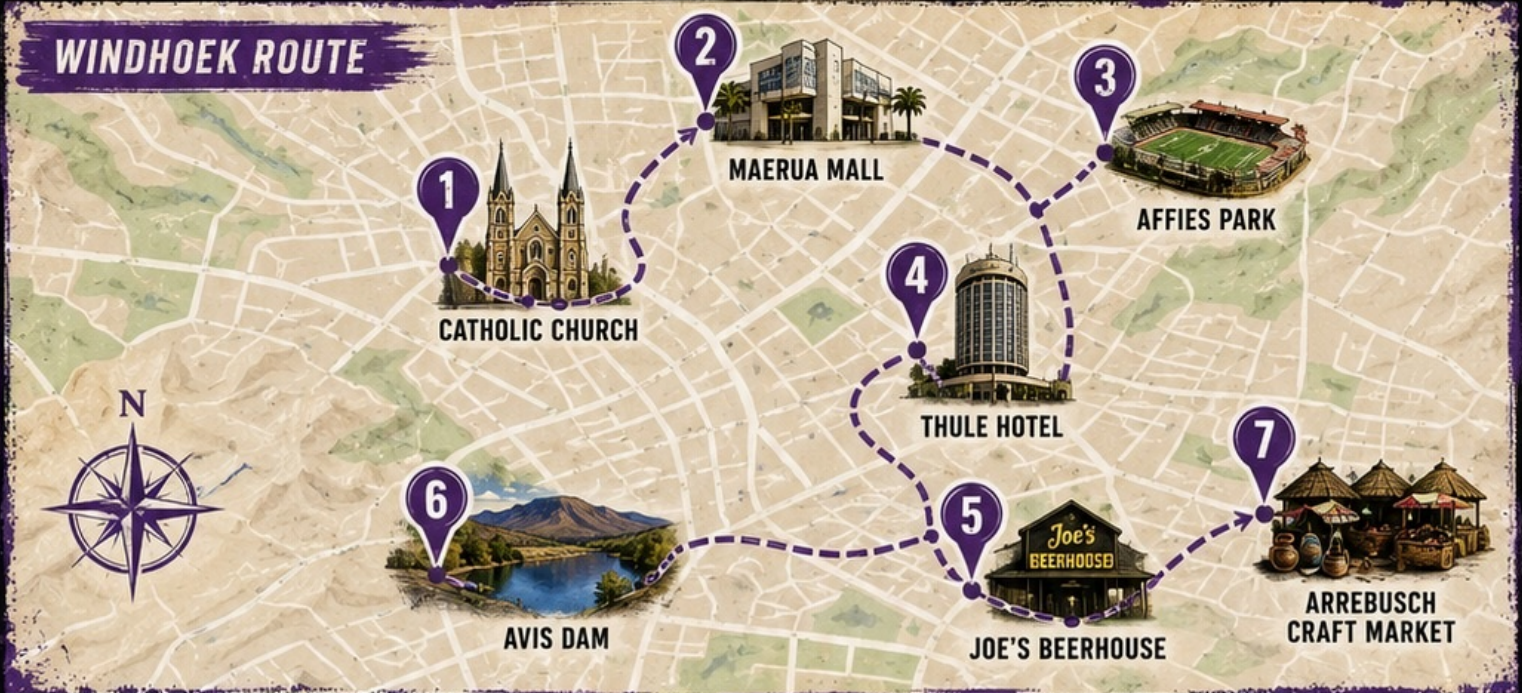 WINDHOEK ROUTE
1
CATHOLIC CHURCH
2
MAERUA MALL
3
AFFIES PARK
4
THULE HOTEL
N
6
AVIS DAM
5
Joe's
BEERHOOSB
JOE'S BEERHOUSE
7
ARREBUSCH
CRAFT MARKET